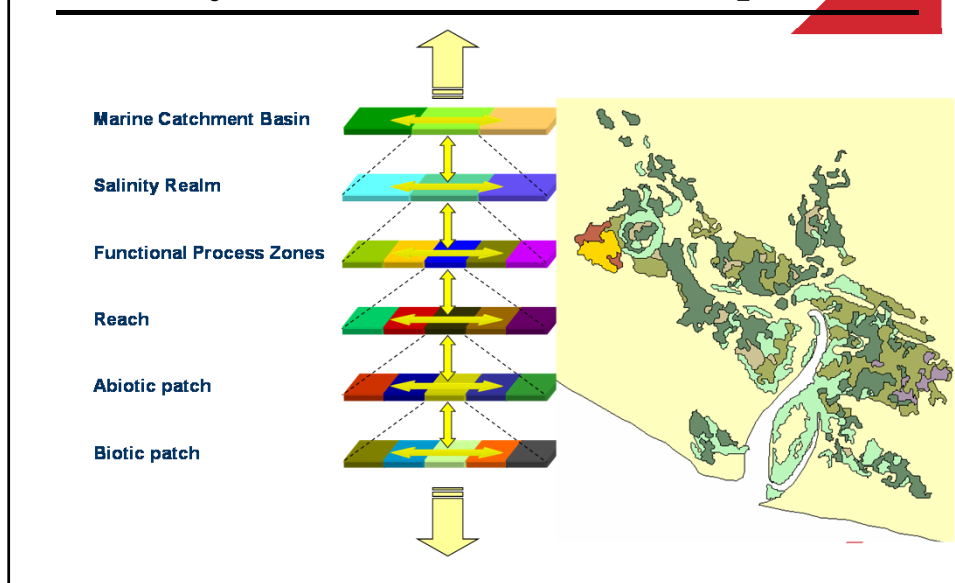 Marine Catchment Basin
Salinity Realm
Functional Process Zones
Reach
Abiotic patch
Biotic patch